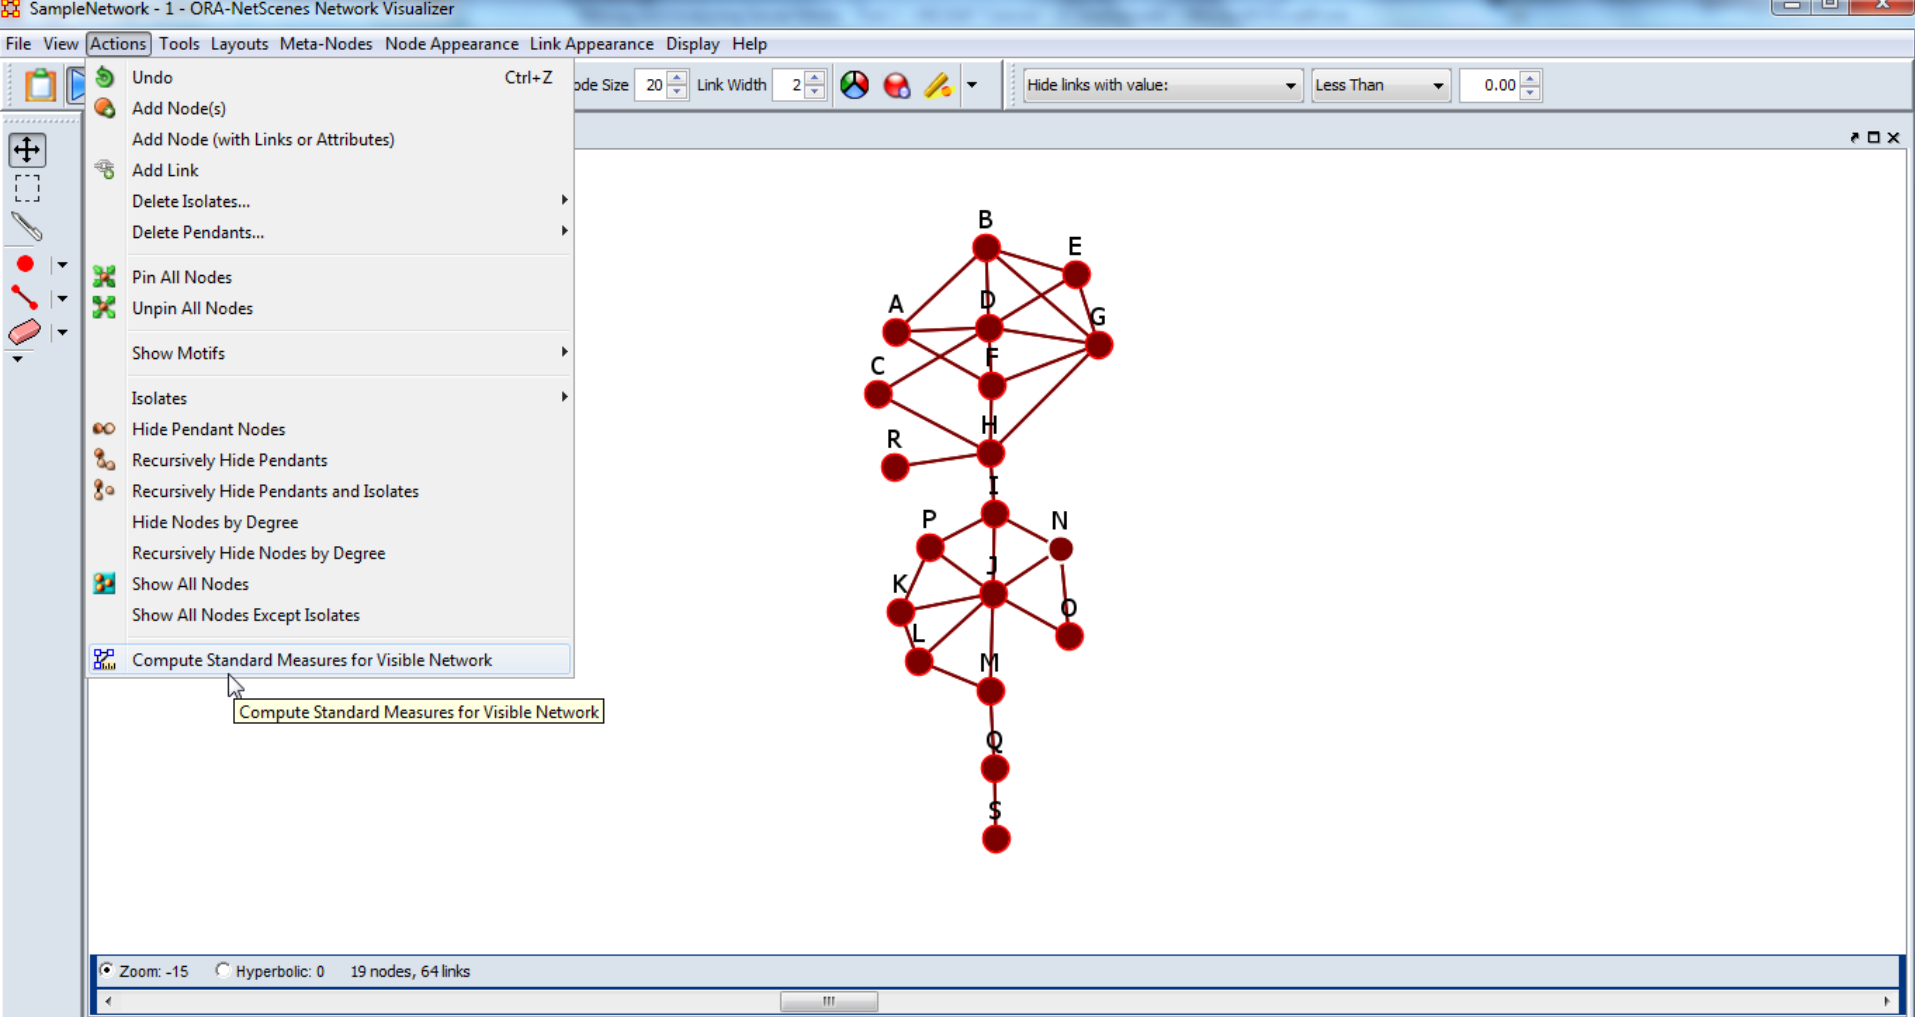 SampleNetwork - 1 - ORA-NetScenes Network Visualizer
File View Actions Tools Layouts Meta-Nodes Node Appearance Link Appearance Display Help
ode Size 20 Link Width 2 Hide links with value: Less Than 0.00
Undo Ctrl+Z
Add Node(s)
Add Node (with Links or Attributes)
Add Link
Delete Isolates...
Delete Pendants...
Pin All Nodes
Unpin All Nodes
Show Motifs
Isolates
Hide Pendant Nodes
Recursively Hide Pendants
Recursively Hide Pendants and Isolates
Hide Nodes by Degree
Recursively Hide Nodes by Degree
Show All Nodes
Show All Nodes Except Isolates
Compute Standard Measures for Visible Network
Compute Standard Measures for Visible Network
B
E
A
D
G
F
C
H
R
I
P
N
J
K
O
L
M
Q
S
Zoom: -15 Hyperbolic: 0 19 nodes, 64 links